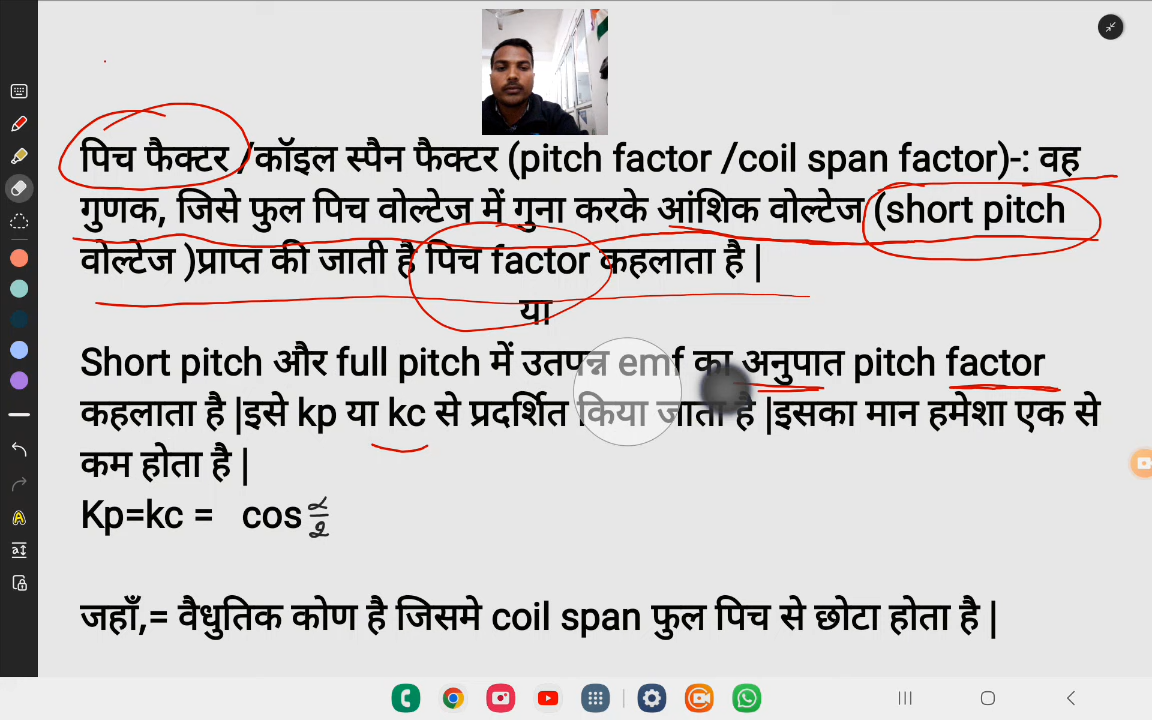 पिच फैक्टर /कॉइल स्पैन फैक्टर (pitch factor /coil span factor)-: वह
गुणक, जिसे फुल पिच वोल्टेज में गुना करके आंशिक वोल्टेज (short pitch
वोल्टेज )प्राप्त की जाती है पिच factor कहलाता है |
या
Short pitch और full pitch में उतपन्न emf का अनुपात pitch factor
कहलाता है |इसे kp या kc से प्रदर्शित किया जाता है |इसका मान हमेशा एक से
कम होता है |
Kp=kc = cos α/2
जहाँ,= वैधुतिक कोण है जिसमे coil span फुल पिच से छोटा होता है |